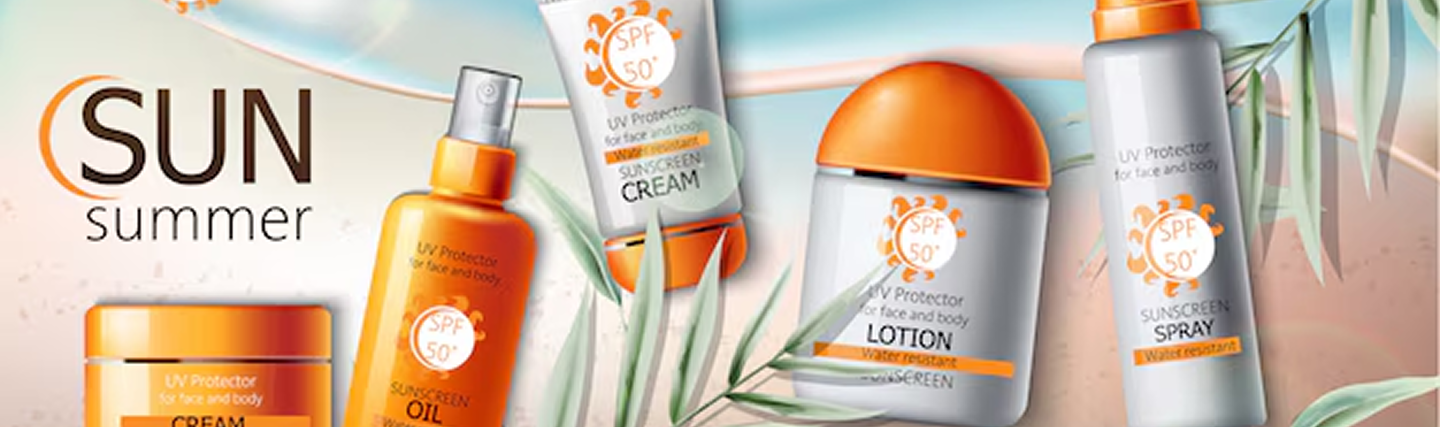 SUN
summer
UV Protector
for face and body
CREAM
UV Protector
for face and body
SPF
50+
SUNSCREEN
OIL
SPF
50+
UV Protector
for face and body
Water resistant
SUNSCREEN
CREAM
SPF
50+
UV Protector
for face and body
LOTION
Water resistant
SUNSCREEN
UV Protector
for face and body
SPF
50+
SUNSCREEN
SPRAY
Water resistant